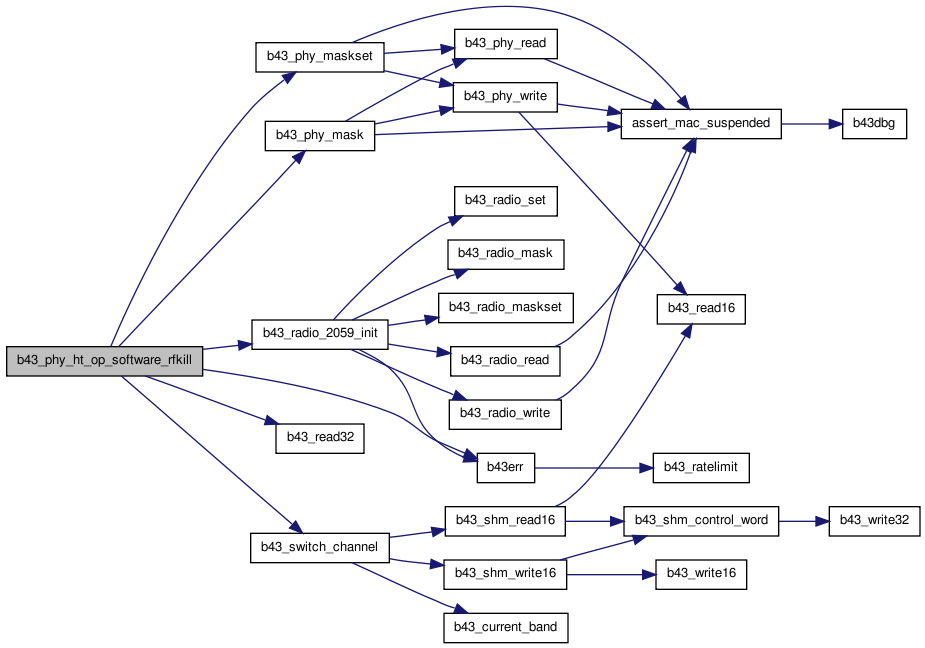 b43_phy_maskset
b43_phy_read
b43_phy_write
assert_mac_suspended
b43dbg
b43_phy_mask
b43_radio_set
b43_radio_mask
b43_read16
b43_radio_maskset
b43_radio_2059_init
b43_phy_ht_op_software_rfkill
b43_radio_read
b43_radio_write
b43_read32
b43err
b43_ratelimit
b43_shm_read16
b43_shm_control_word
b43_write32
b43_switch_channel
b43_shm_write16
b43_write16
b43_current_band